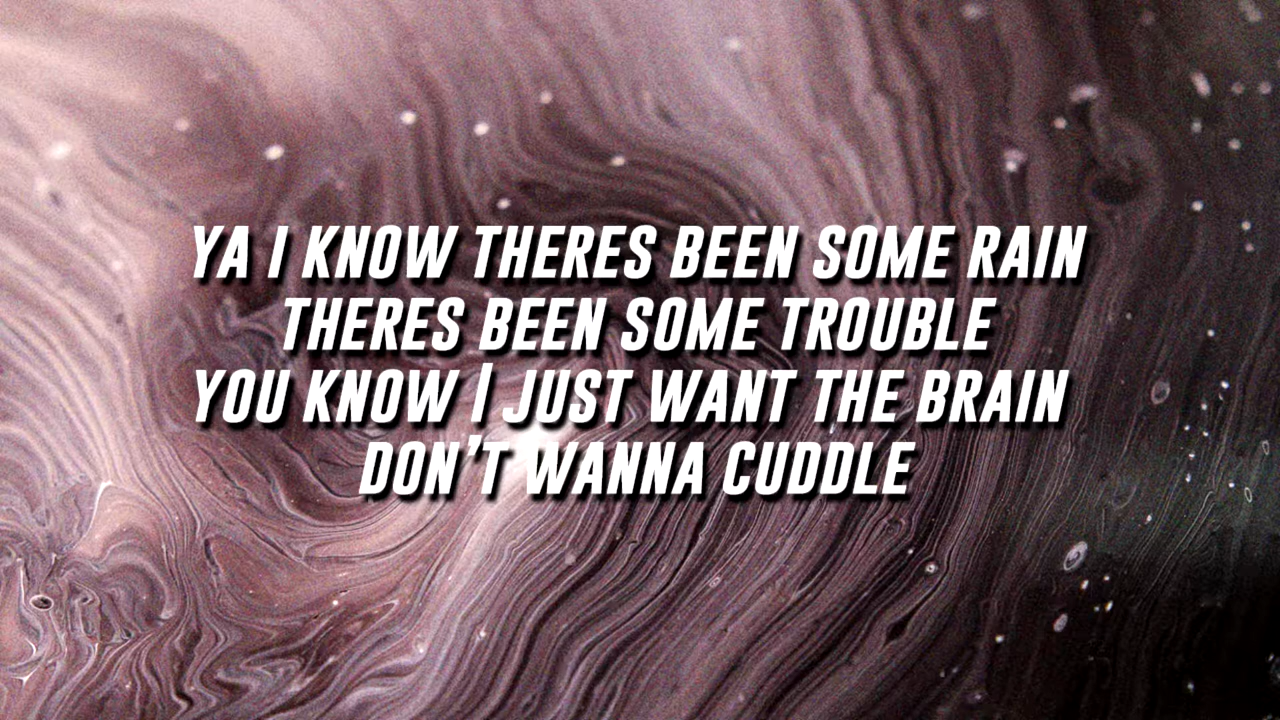 YA I KNOW THERES BEEN SOME RAIN
THERES BEEN SOME TROUBLE
YOU KNOW I JUST WANT THE BRAIN
DON'T WANNA CUDDLE